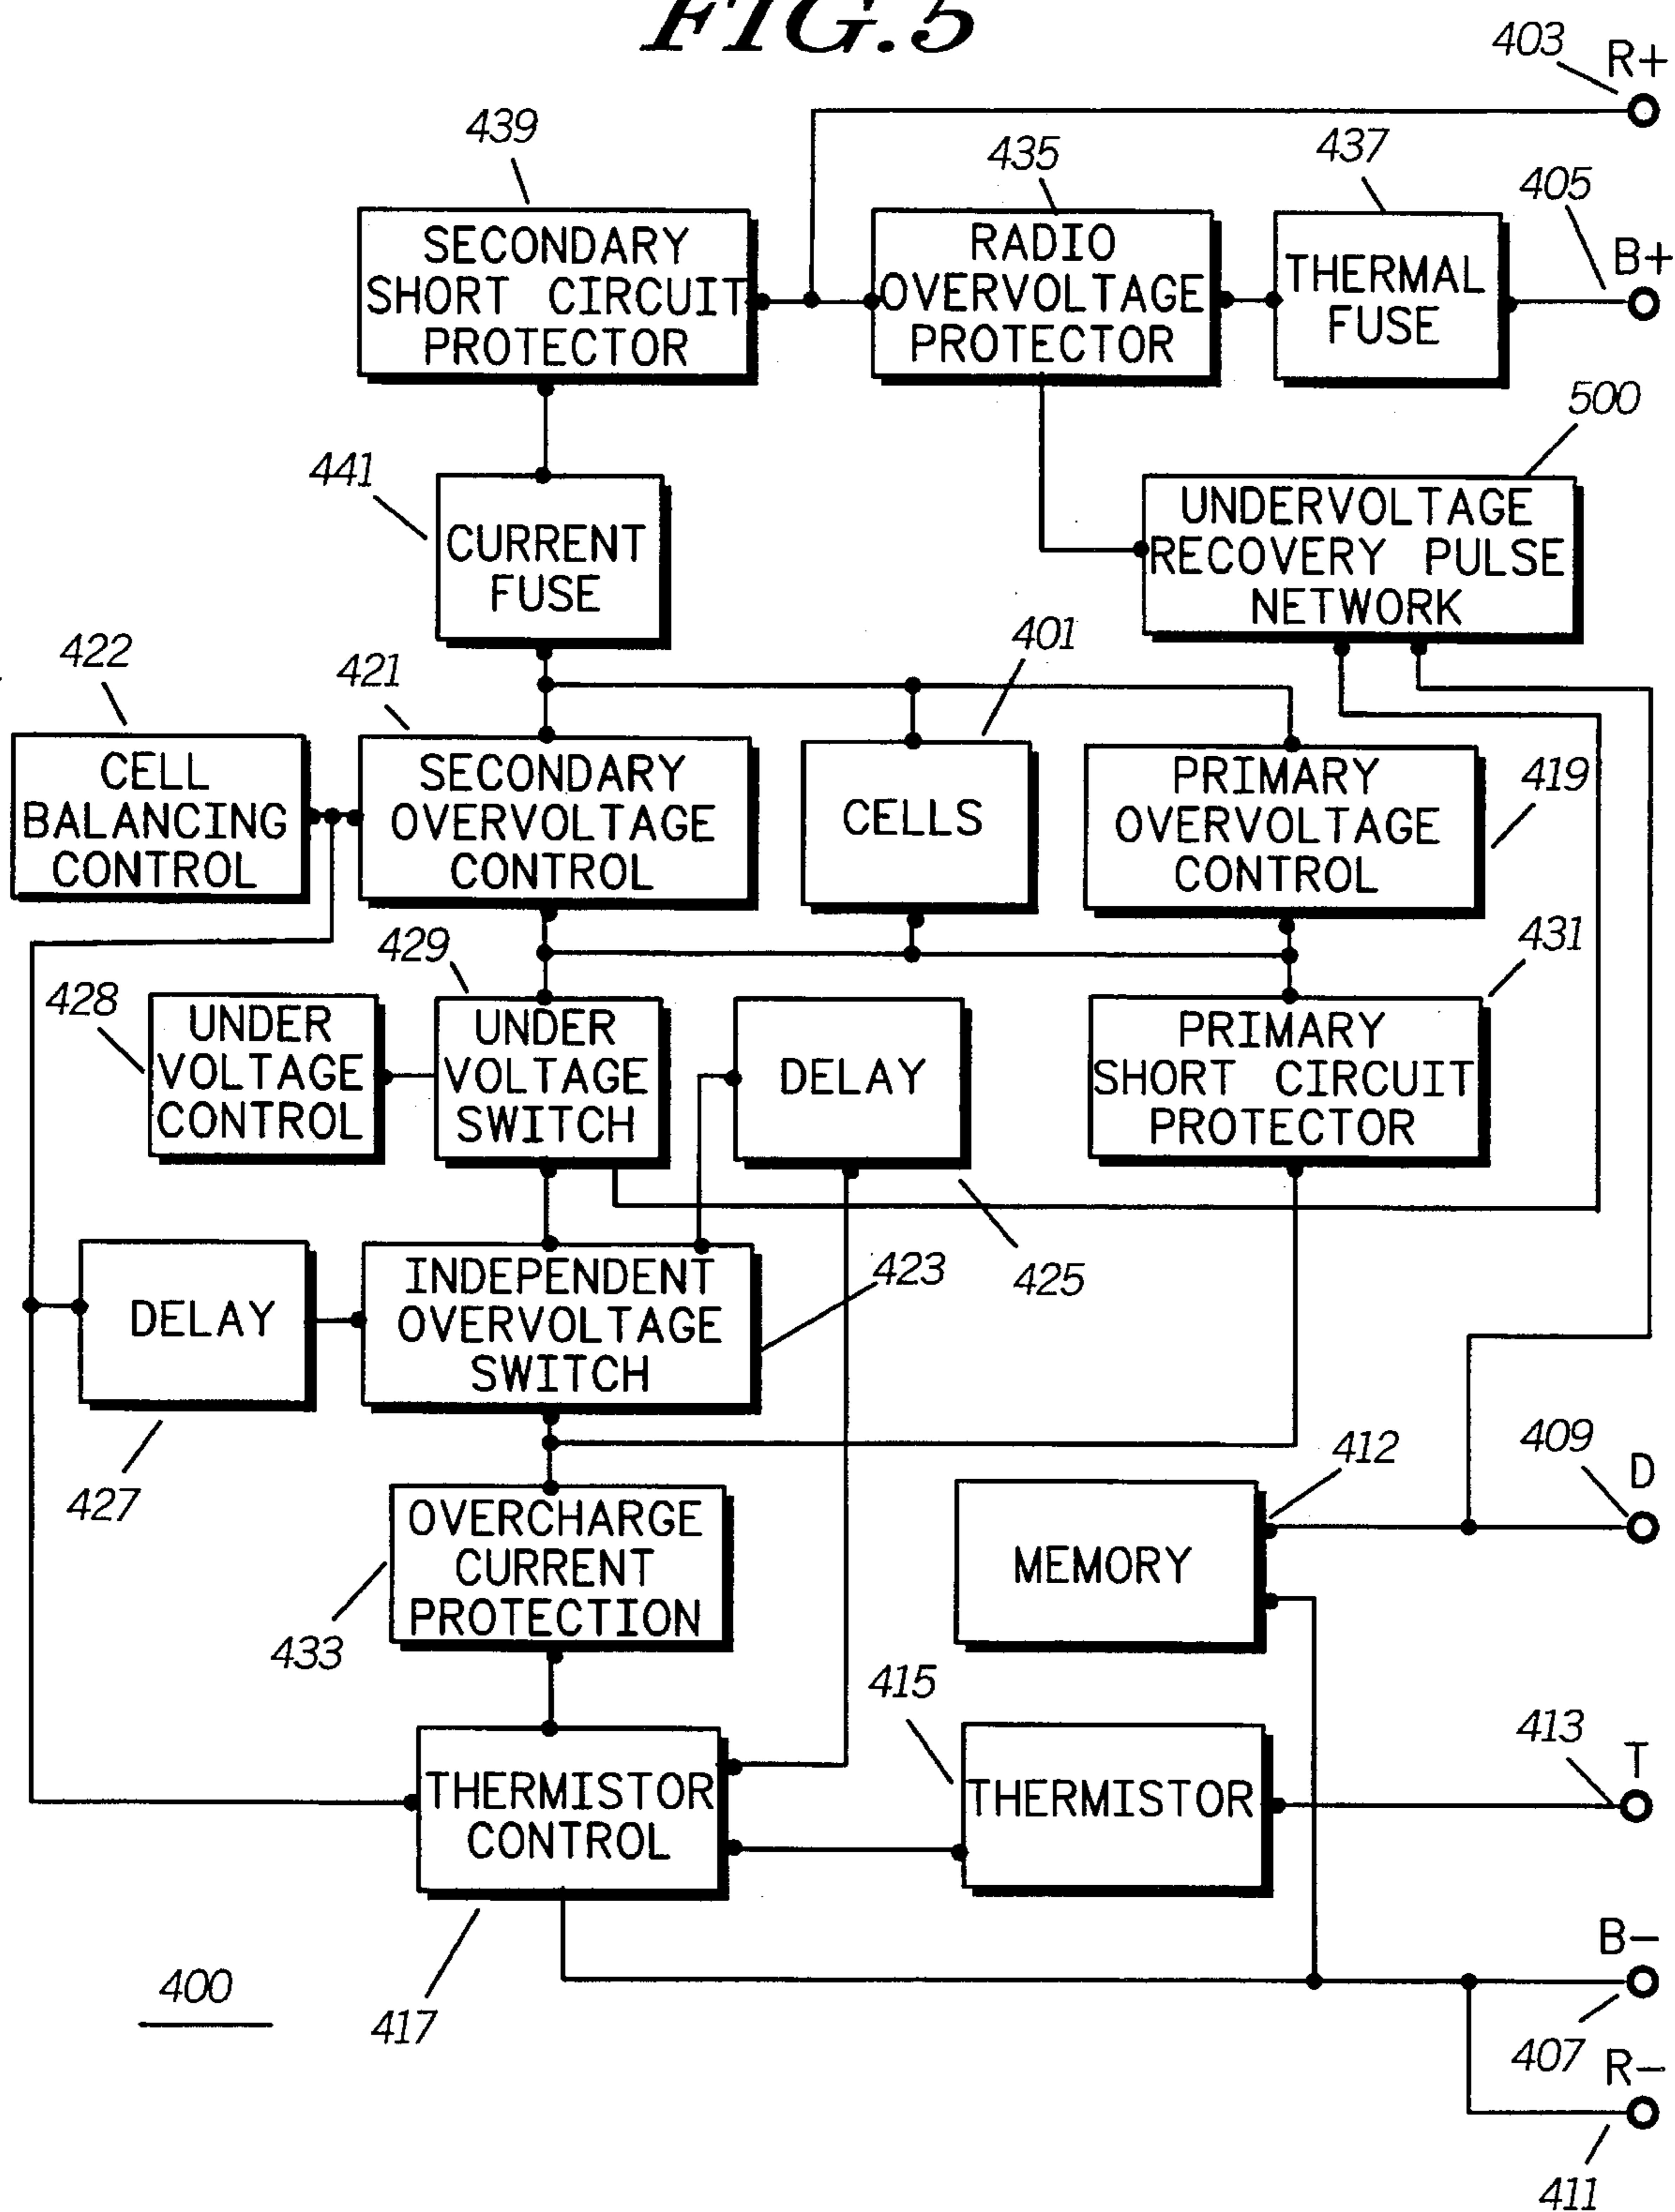 FIG.5
403
R+
439
435
437
405
B+
SECONDARY
SHORT CIRCUIT
PROTECTOR
RADIO
OVERVOLTAGE
PROTECTOR
THERMAL
FUSE
500
441
CURRENT
FUSE
UNDERVOLTAGE
RECOVERY PULSE
NETWORK
401
422
421
CELL
BALANCING
CONTROL
SECONDARY
OVERVOLTAGE
CONTROL
CELLS
PRIMARY
OVERVOLTAGE
CONTROL
419
429
431
428
UNDER
VOLTAGE
CONTROL
UNDER
VOLTAGE
SWITCH
DELAY
PRIMARY
SHORT CIRCUIT
PROTECTOR
DELAY
INDEPENDENT
OVERVOLTAGE
SWITCH
423
425
427
412
409
D
OVERCHARGE
CURRENT
PROTECTION
MEMORY
433
415
413
T
THERMISTOR
CONTROL
THERMISTOR
B-
400
417
407
R-
411